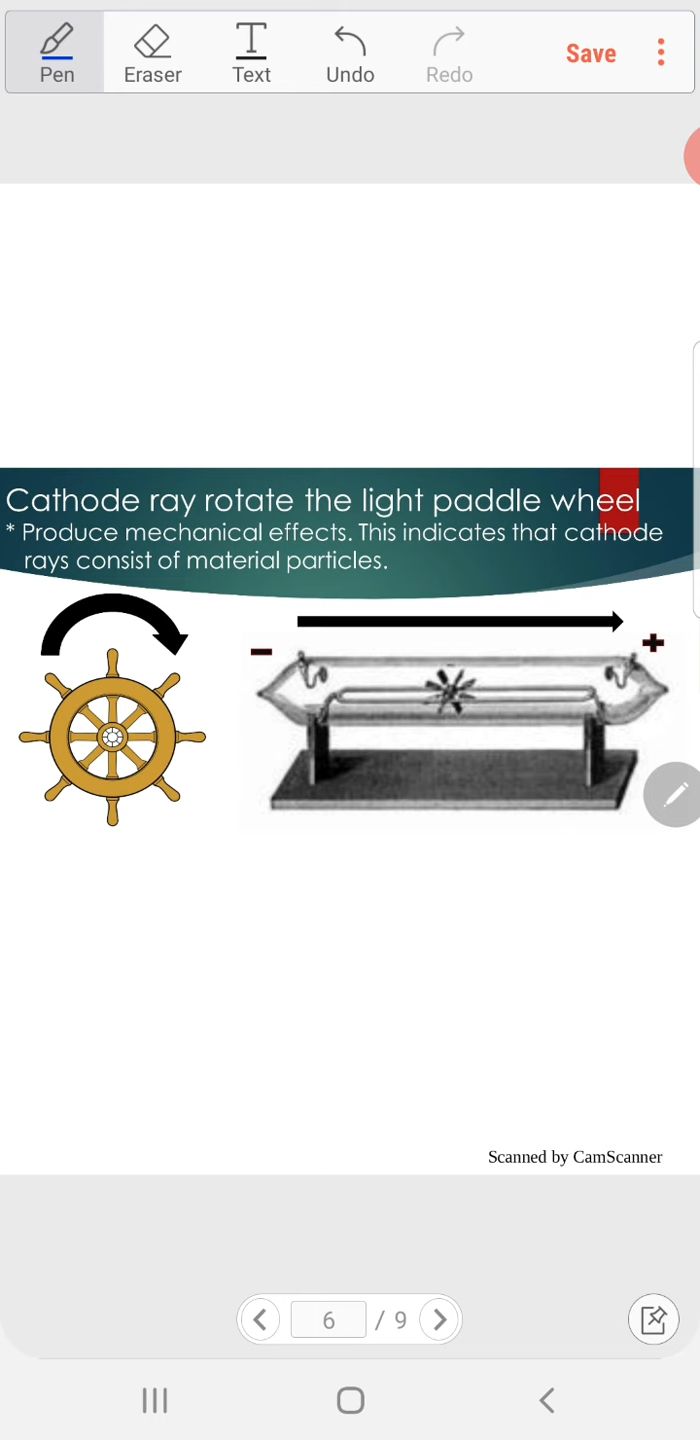 Pen Eraser Text Undo Redo Save
Cathode ray rotate the light paddle wheel
* Produce mechanical effects. This indicates that cathode
rays consist of material particles.
- +
Scanned by CamScanner
6 / 9